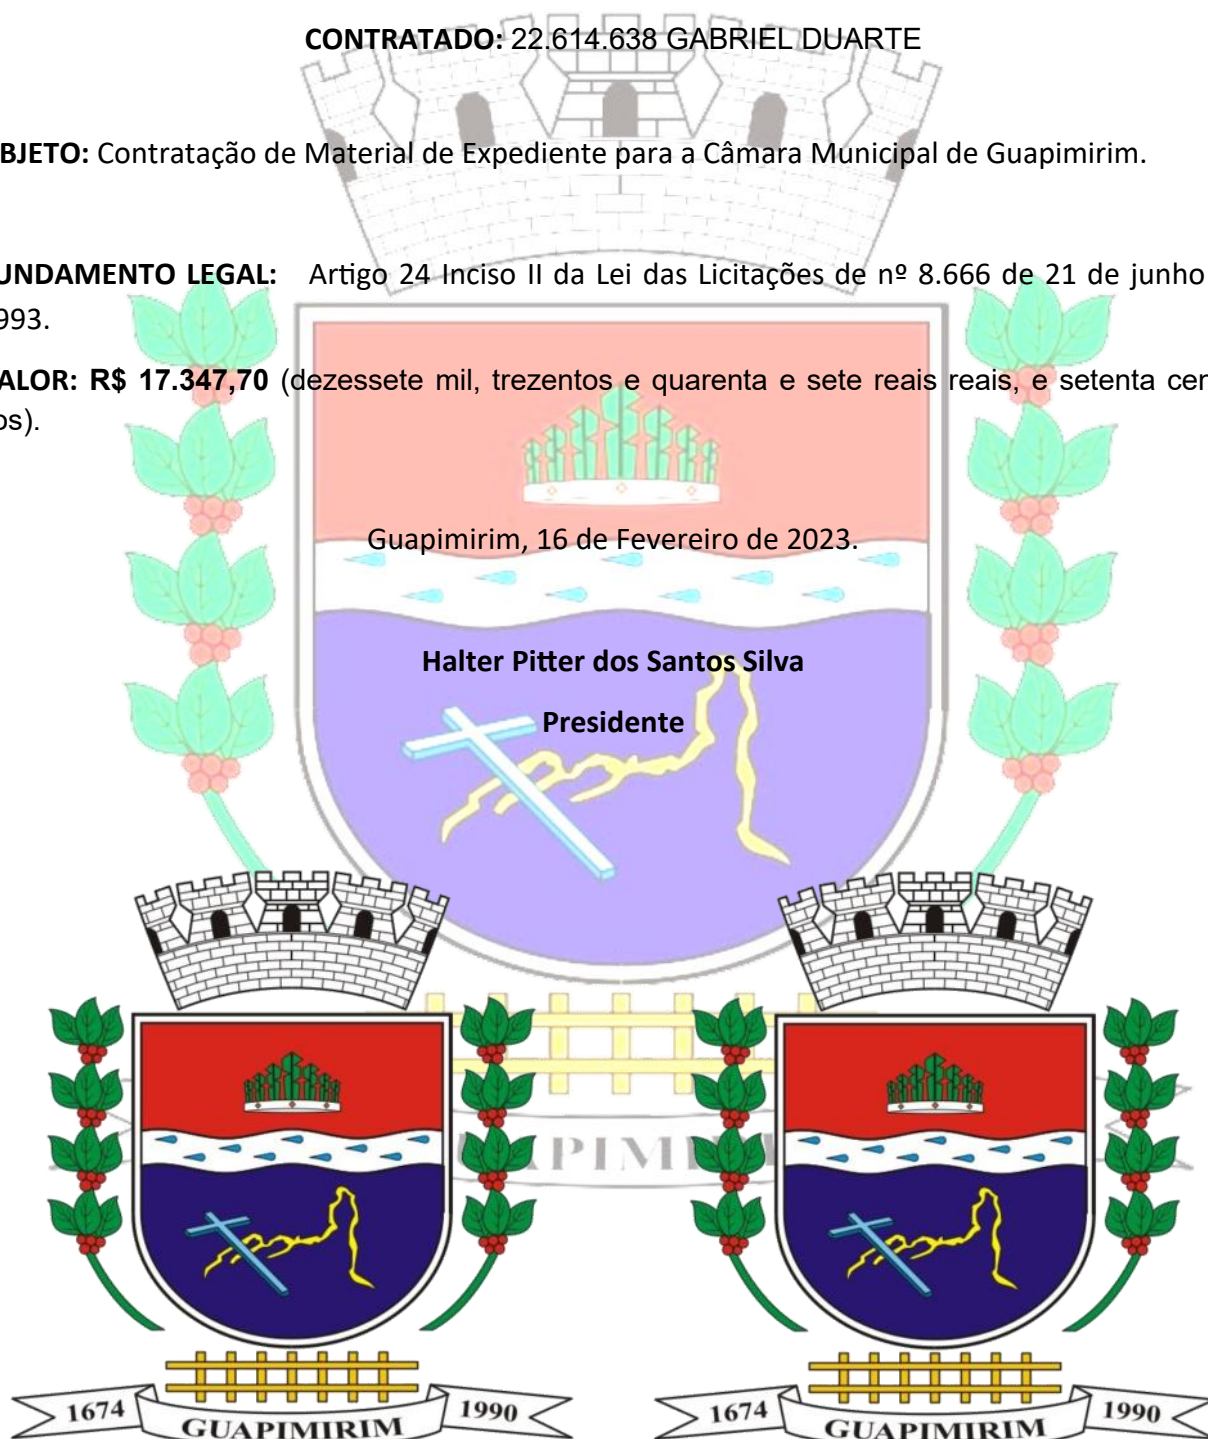 CONTRATADO: 22.614.638 GABRIEL DUARTE
BJETO: Contratação de Material de Expediente para a Câmara Municipal de Guapimirim.
UNDAMENTO LEGAL: Artigo 24 Inciso II da Lei das Licitações de nº 8.666 de 21 de junho
993.
ALOR: R$ 17.347,70 (dezessete mil, trezentos e quarenta e sete reais reais, e setenta cen
os).
Guapimirim, 16 de Fevereiro de 2023.
Halter Pitter dos Santos Silva
Presidente
APIMI
1674 GUAPIMIRIM 1990
1674 GUAPIMIRIM 1990